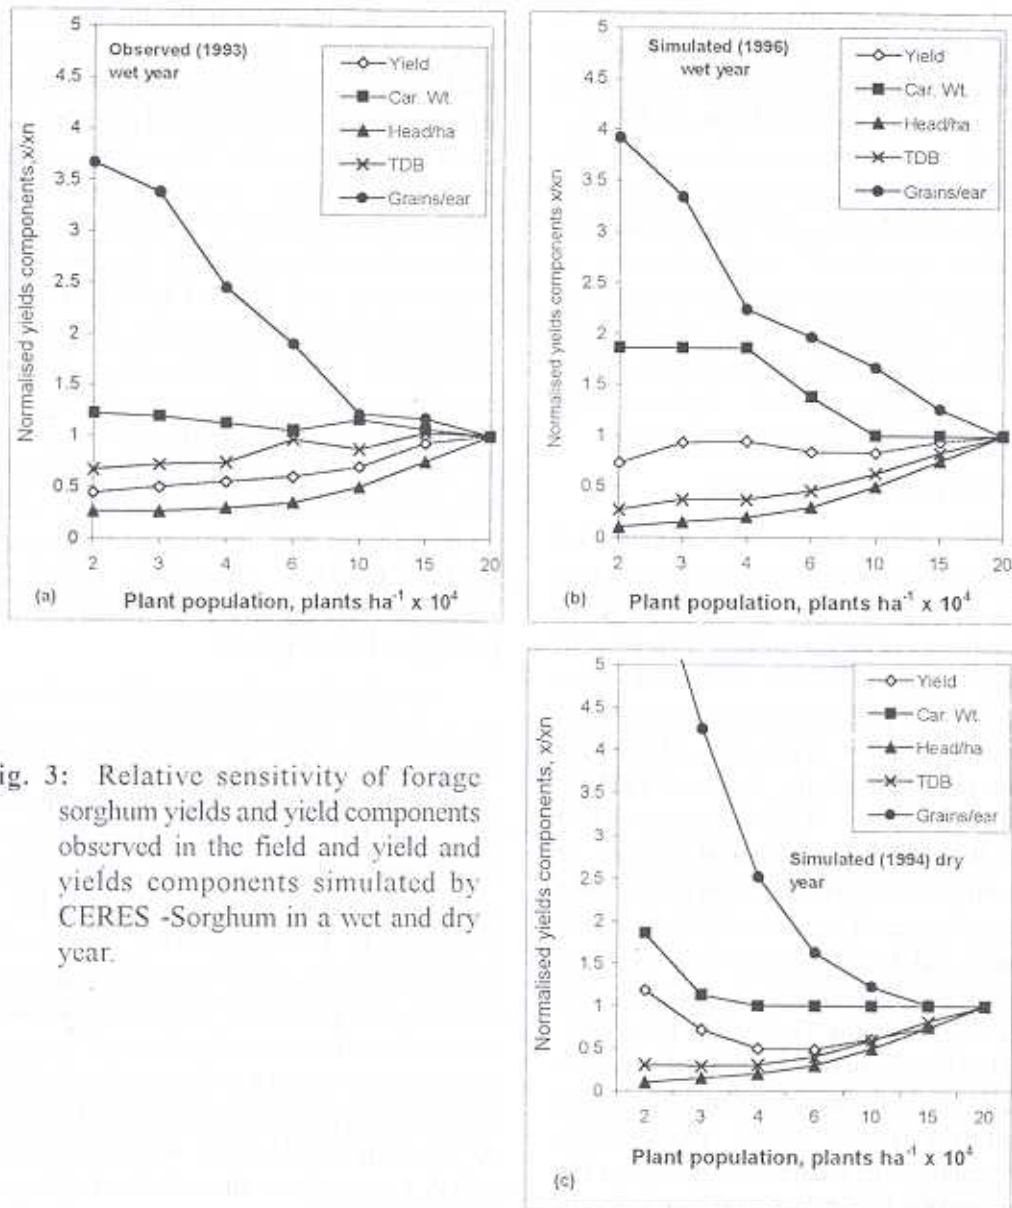 Observed (1993)
wet year
Yield
Car. Wt.
Head/ha
TDB
Grains/ear
Normalised yields components,x/xn
5
4.5
4
3.5
3
2.5
2
1.5
1
0.5
0
2 3 4 6 10 15 20
(a)
Plant population, plants ha⁻¹ x 10⁴
Simulated (1996)
wet year
Yield
Car. Wt.
Head/ha
TDB
Grains/ear
Normalised yields components x/xn
5
4.5
4
3.5
3
2.5
2
1.5
1
0.5
0
2 3 4 6 10 15 20
(b)
Plant population, plants ha⁻¹ x 10⁴
ig. 3: Relative sensitivity of forage
sorghum yields and yield components
observed in the field and yield and
yields components simulated by
CERES -Sorghum in a wet and dry
year.
Yield
Car. Wt.
Head/ha
TDB
Grains/ear
Simulated (1994) dry
year
Normalised yields components, x/xn
5
4.5
4
3.5
3
2.5
2
1.5
1
0.5
0
2 3 4 6 10 15 20
Plant population, plants ha⁻¹ x 10⁴
(c)